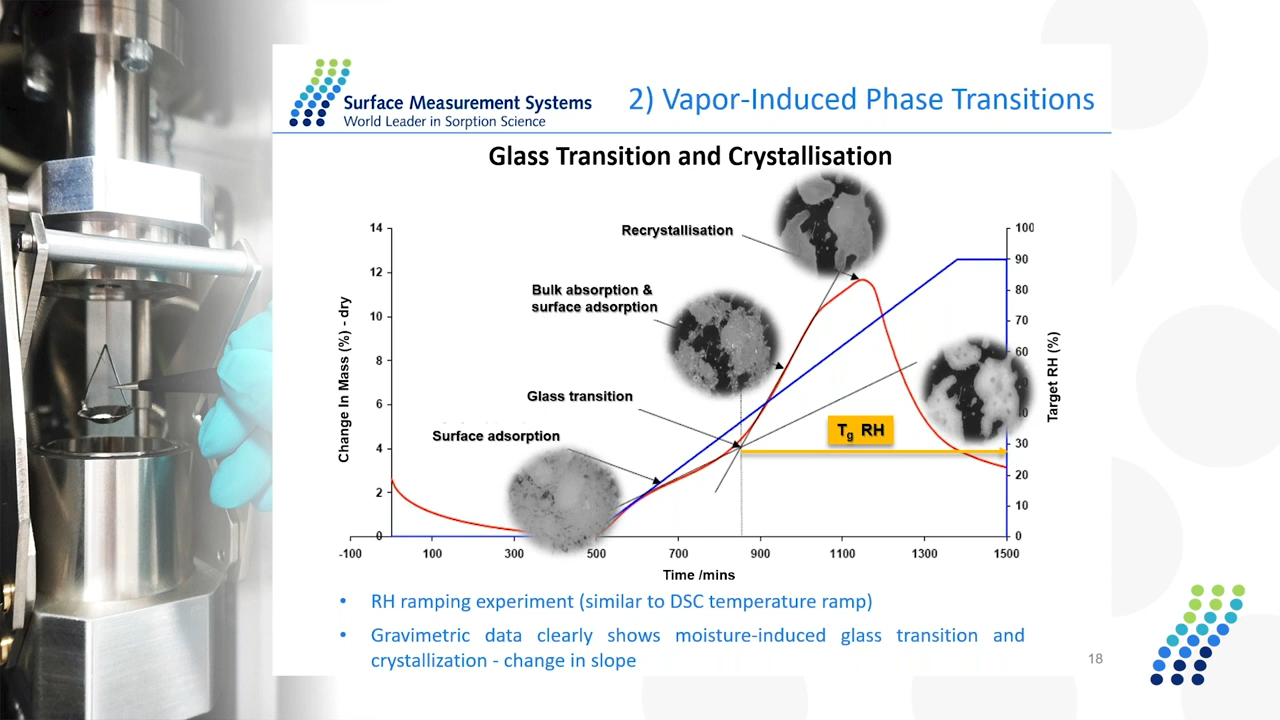 Surface Measurement Systems
World Leader in Sorption Science
2) Vapor-Induced Phase Transitions
Glass Transition and Crystallisation
Recrystallisation
Bulk absorption &
surface adsorption
Glass transition
Surface adsorption
Tg RH
Change In Mass (%) - dry
14
12
10
8
6
4
2
0
Target RH (%)
100
90
80
70
60
40
30
20
10
0
-100 100 300 500 700 900 1100 1300 1500
Time /mins
• RH ramping experiment (similar to DSC temperature ramp)
• Gravimetric data clearly shows moisture-induced glass transition and
crystallization - change in slope
18